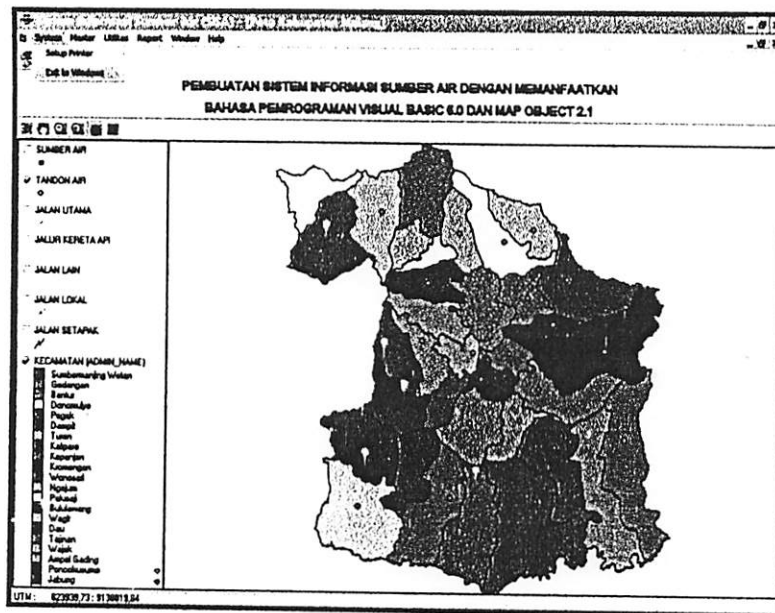 System Master Utilitas Report Window Help
Setup Printer
Exit to Windows
PEMBUATAN SISTEM INFORMASI SUMBER AIR DENGAN MEMANFAATKAN
BAHASA PEMROGRAMAN VISUAL BASIC 6.0 DAN MAP OBJECT 2.1
SUMBER AIR
TANDON AIR
JALAN UTAMA
JALUR KERETA API
JALAN LAIN
JALAN LOKAL
JALAN SETAPAK
KECAMATAN (ADMIN_NAME)
Sumbermanjing Wetan
Gedangan
Bantur
Donomulyo
Pagak
Dampit
Turen
Kalipare
Kepanjen
Kromengan
Wonosari
Ngajum
Pakisaji
Bululawang
Wagir
Dau
Tajinan
Wajak
Ampel Gading
Poncokusumo
Jabung
UTM :